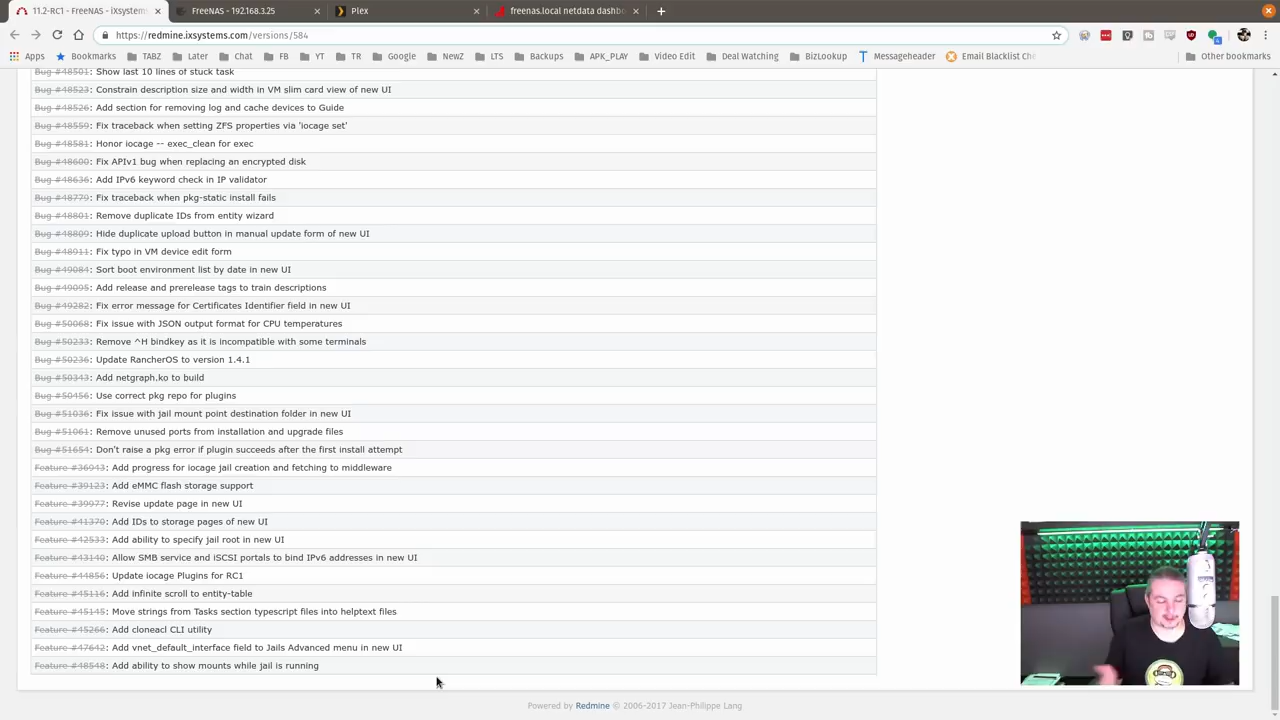 11.2-RC1 - FreeNAS - iXsystems
FreeNAS - 192.168.3.25
Plex
freenas.local netdata dashb
https://redmine.ixsystems.com/versions/584
Apps
Bookmarks
TABZ
Later
Chat
FB
YT
TR
Google
NewZ
LTS
Backups
APK_PLAY
Video Edit
Deal Watching
BizLookup
Messageheader
Email Blacklist Che
Other bookmarks
Bug #48501: Show last 10 lines of stuck task
Bug #48523: Constrain description size and width in VM slim card view of new UI
Bug #48526: Add section for removing log and cache devices to Guide
Bug #48559: Fix traceback when setting ZFS properties via 'iocage set'
Bug #48581: Honor iocage -- exec_clean for exec
Bug #48600: Fix APIv1 bug when replacing an encrypted disk
Bug #48636: Add IPv6 keyword check in IP validator
Bug #48779: Fix traceback when pkg-static install fails
Bug #48801: Remove duplicate IDs from entity wizard
Bug #48809: Hide duplicate upload button in manual update form of new UI
Bug #48911: Fix typo in VM device edit form
Bug #49084: Sort boot environment list by date in new UI
Bug #49095: Add release and prerelease tags to train descriptions
Bug #49282: Fix error message for Certificates Identifier field in new UI
Bug #50068: Fix issue with JSON output format for CPU temperatures
Bug #50233: Remove ^H bindkey as it is incompatible with some terminals
Bug #50236: Update RancherOS to version 1.4.1
Bug #50343: Add netgraph.ko to build
Bug #50456: Use correct pkg repo for plugins
Bug #51036: Fix issue with jail mount point destination folder in new UI
Bug #51061: Remove unused ports from installation and upgrade files
Bug #51654: Don't raise a pkg error if plugin succeeds after the first install attempt
Feature #36943: Add progress for iocage jail creation and fetching to middleware
Feature #39123: Add eMMC flash storage support
Feature #39977: Revise update page in new UI
Feature #41370: Add IDs to storage pages of new UI
Feature #42533: Add ability to specify jail root in new UI
Feature #43140: Allow SMB service and iSCSI portals to bind IPv6 addresses in new UI
Feature #44856: Update iocage Plugins for RC1
Feature #45116: Add infinite scroll to entity-table
Feature #45145: Move strings from Tasks section typescript files into helptext files
Feature #45266: Add cloneacl CLI utility
Feature #47642: Add vnet_default_interface field to Jails Advanced menu in new UI
Feature #48548: Add ability to show mounts while jail is running
Powered by Redmine © 2006-2017 Jean-Philippe Lang